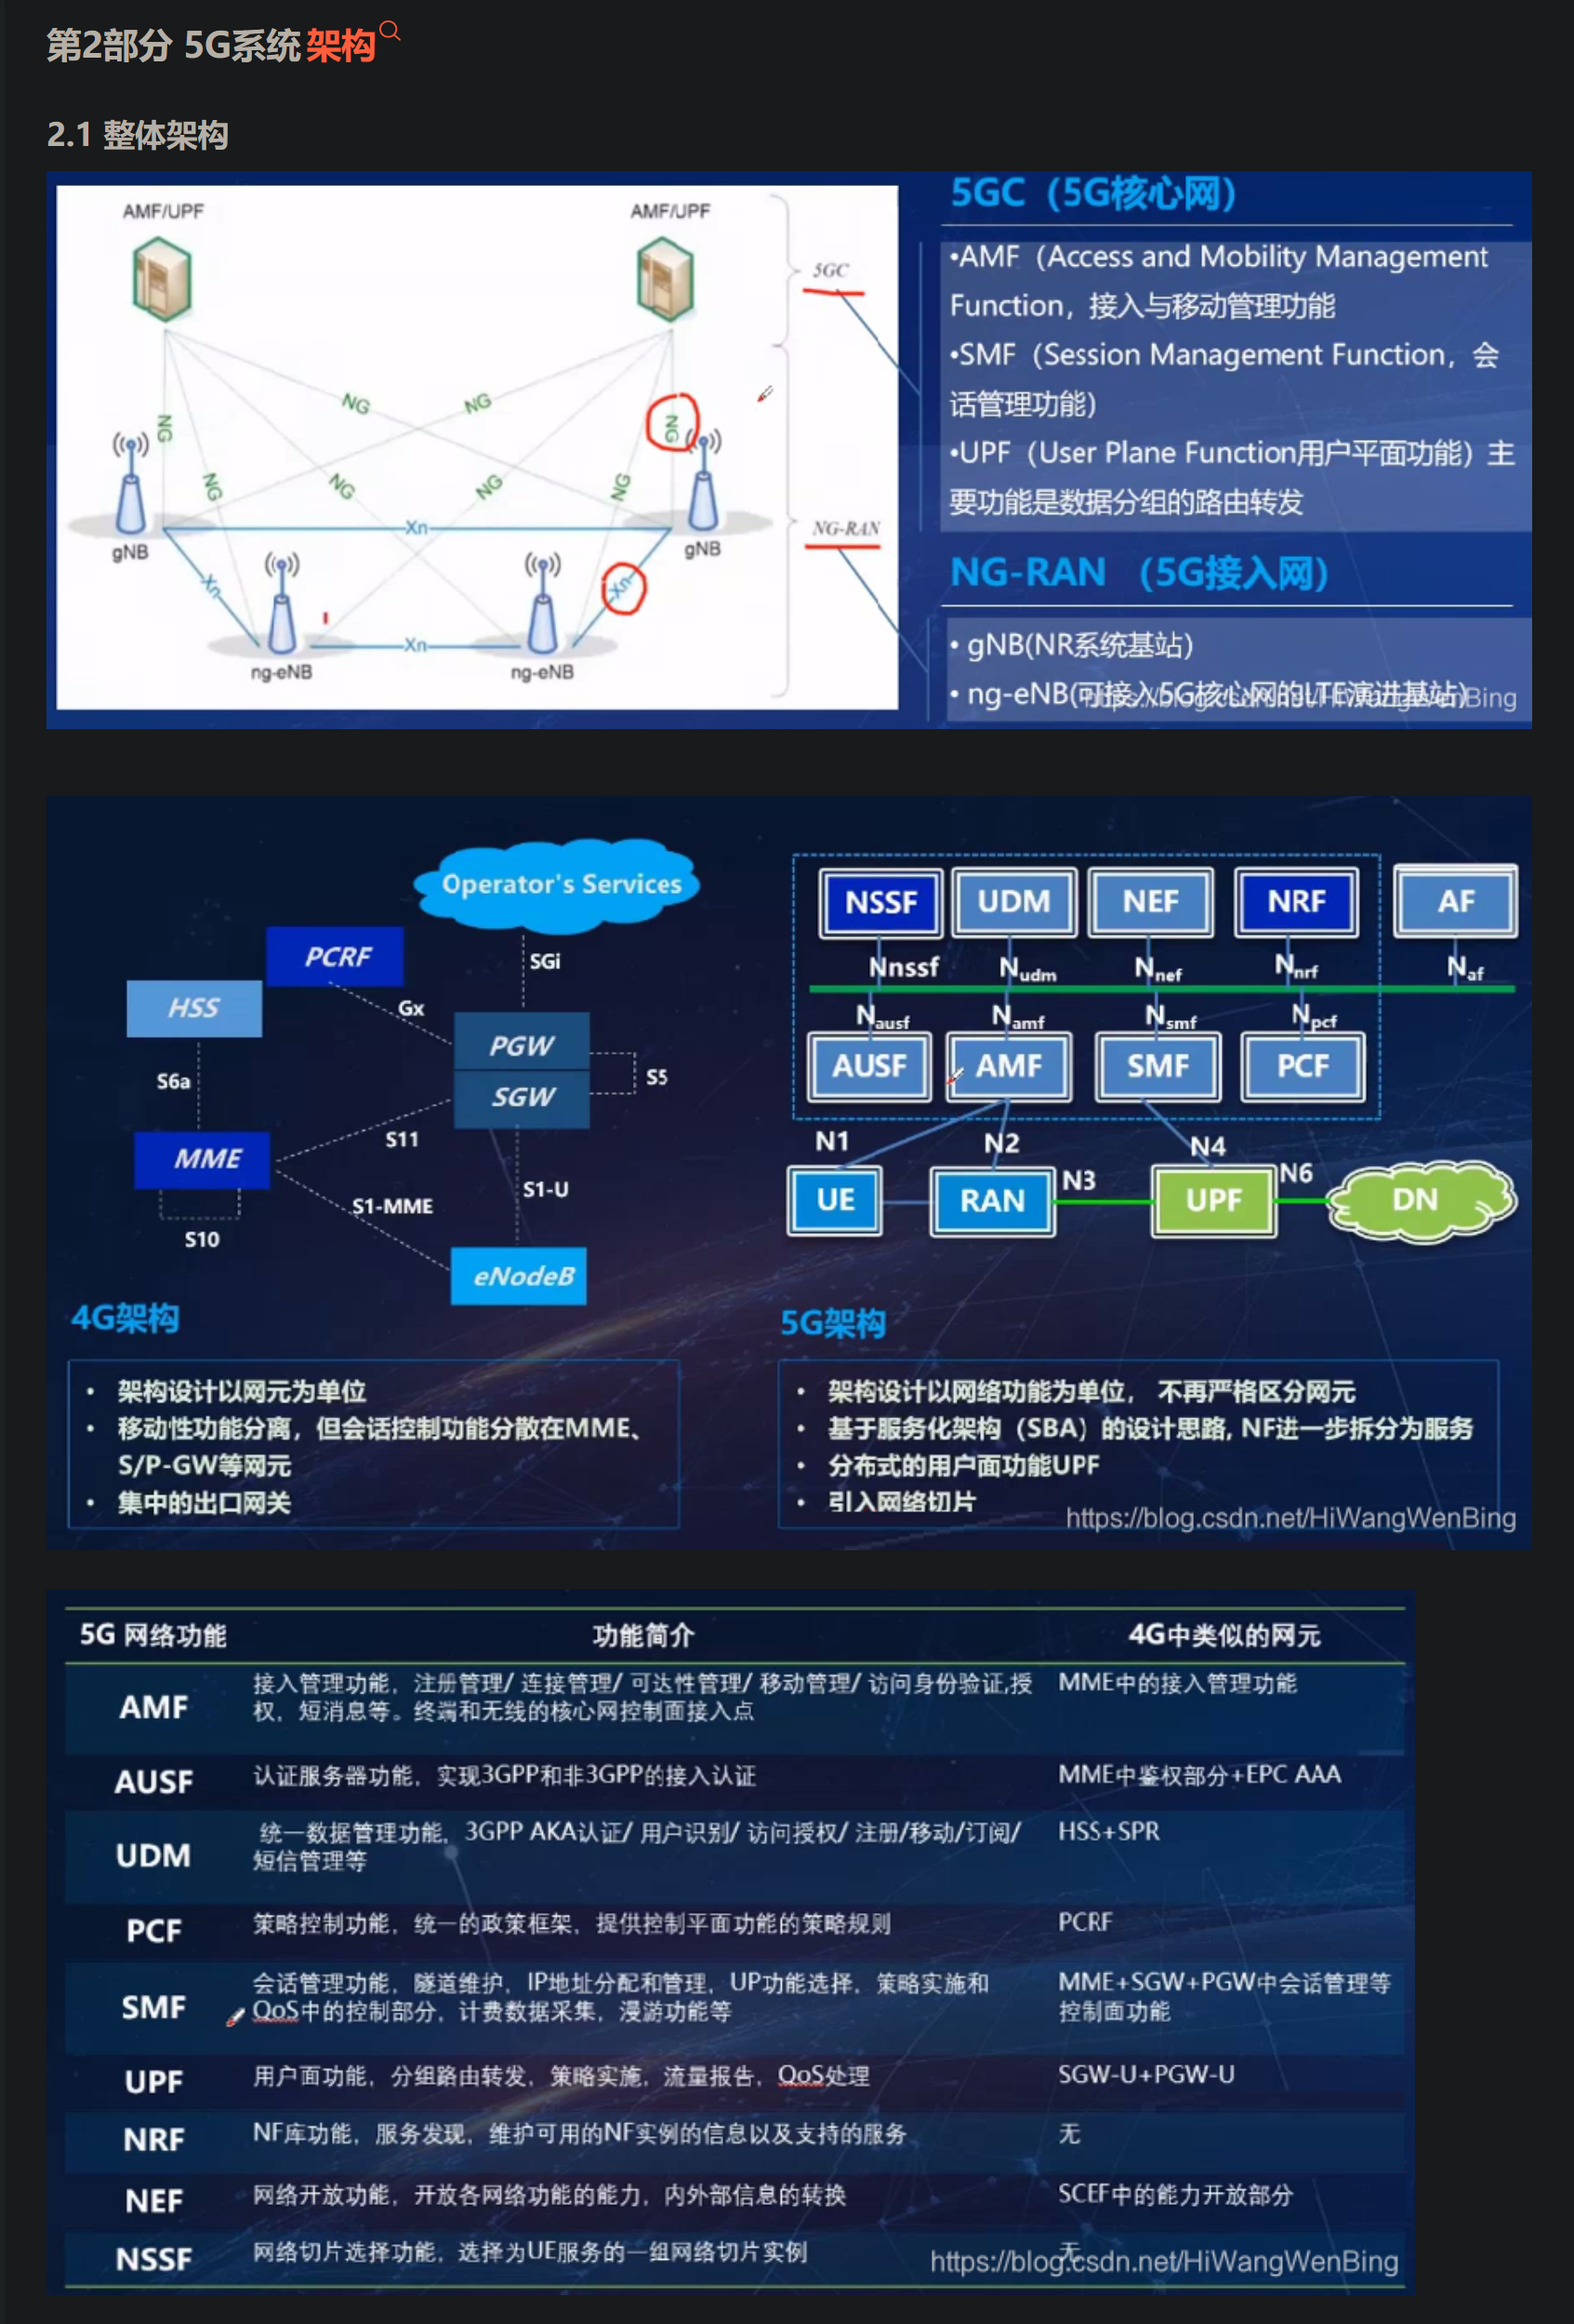 第2部分 5G系统 架构
2.1 整体架构
AMF/UPF
AMF/UPF
5GC
NG
NG
NG
NG
NG
NG
NG
NG
Xn
NG-RAN
gNB
gNB
Xn
Xn
Xn
ng-eNB
ng-eNB
5GC（5G核心网）
•AMF（Access and Mobility Management
Function，接入与移动管理功能
•SMF（Session Management Function，会
话管理功能)
•UPF（User Plane Function用户平面功能）主
要功能是数据分组的路由转发
NG-RAN （5G接入网）
• gNB(NR系统基站)
• ng-eNB(可接入5G核心网的LTE演进基站)
https://blog.csdn.net/HiWangWenBing
Operator's Services
PCRF
SGi
HSS
Gx
PGW
S6a
S5
SGW
S11
MME
S1-U
S1-MME
S10
eNodeB
4G架构
• 架构设计以网元为单位
• 移动性功能分离，但会话控制功能分散在MME、
S/P-GW等网元
• 集中的出口网关
NSSF
UDM
NEF
NRF
AF
Nnssf
Nudm
Nnef
Nnrf
Naf
Nausf
Namf
Nsmf
Npcf
AUSF
AMF
SMF
PCF
N1
N2
N4
UE
RAN
N3
UPF
N6
DN
5G架构
• 架构设计以网络功能为单位， 不再严格区分网元
• 基于服务化架构（SBA）的设计思路, NF进一步拆分为服务
• 分布式的用户面功能UPF
• 引入网络切片
https://blog.csdn.net/HiWangWenBing
5G 网络功能 功能简介 4G中类似的网元
AMF 接入管理功能，注册管理/ 连接管理/ 可达性管理/ 移动管理/ 访问身份验证,授 MME中的接入管理功能
权，短消息等。终端和无线的核心网控制面接入点
AUSF 认证服务器功能，实现3GPP和非3GPP的接入认证 MME中鉴权部分+EPC AAA
UDM 统一数据管理功能，3GPP AKA认证/ 用户识别/ 访问授权/ 注册/移动/订阅/ HSS+SPR
短信管理等
PCF 策略控制功能，统一的政策框架，提供控制平面功能的策略规则 PCRF
SMF 会话管理功能，隧道维护，IP地址分配和管理，UP功能选择，策略实施和 MME+SGW+PGW中会话管理等
QoS中的控制部分，计费数据采集，漫游功能等 控制面功能
UPF 用户面功能，分组路由转发，策略实施，流量报告，QoS处理 SGW-U+PGW-U
NRF NF库功能，服务发现，维护可用的NF实例的信息以及支持的服务 无
NEF 网络开放功能，开放各网络功能的能力，内外部信息的转换 SCEF中的能力开放部分
NSSF 网络切片选择功能，选择为UE服务的一组网络切片实例 无
https://blog.csdn.net/HiWangWenBing